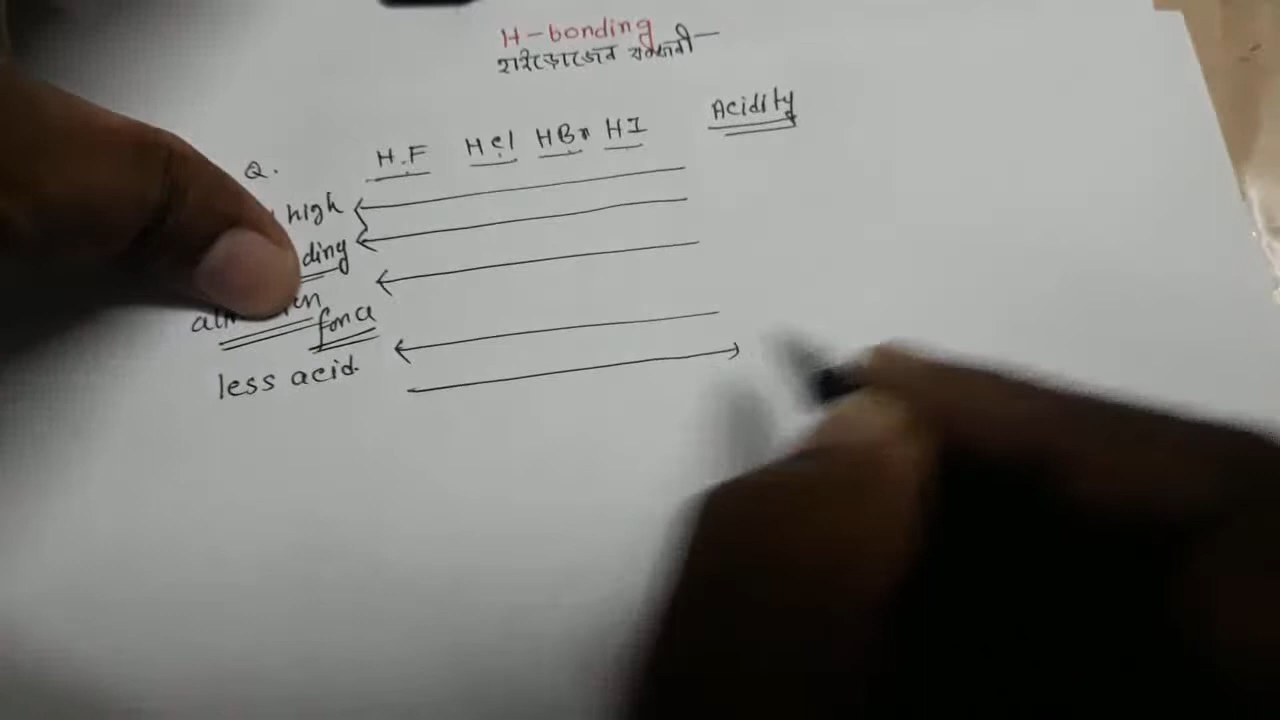 H-bonding
হাইড্রোজেন বন্ধনী—
Acidity
Q. H.F HCl HBr HI
high
ding
force
less acid.